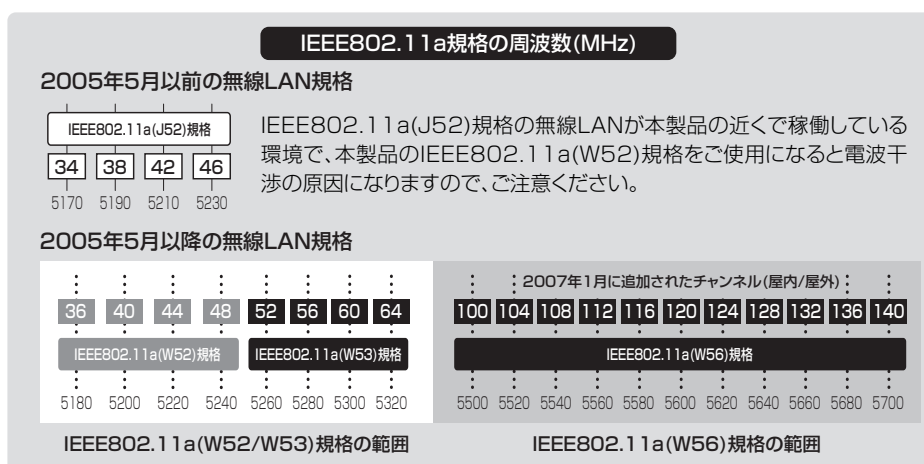 IEEE802.11a規格の周波数(MHz)
2005年5月以前の無線LAN規格
IEEE802.11a(J52)規格
34 38 42 46
5170 5190 5210 5230
IEEE802.11a(J52)規格の無線LANが本製品の近くで稼働している
環境で、本製品のIEEE802.11a(W52)規格をご使用になると電波干
渉の原因になりますので、ご注意ください。
2005年5月以降の無線LAN規格
2007年1月に追加されたチャンネル(屋内/屋外)
36 40 44 48 52 56 60 64 100 104 108 112 116 120 124 128 132 136 140
IEEE802.11a(W52)規格 IEEE802.11a(W53)規格 IEEE802.11a(W56)規格
5180 5200 5220 5240 5260 5280 5300 5320 5500 5520 5540 5560 5580 5600 5620 5640 5660 5680 5700
IEEE802.11a(W52/W53)規格の範囲 IEEE802.11a(W56)規格の範囲